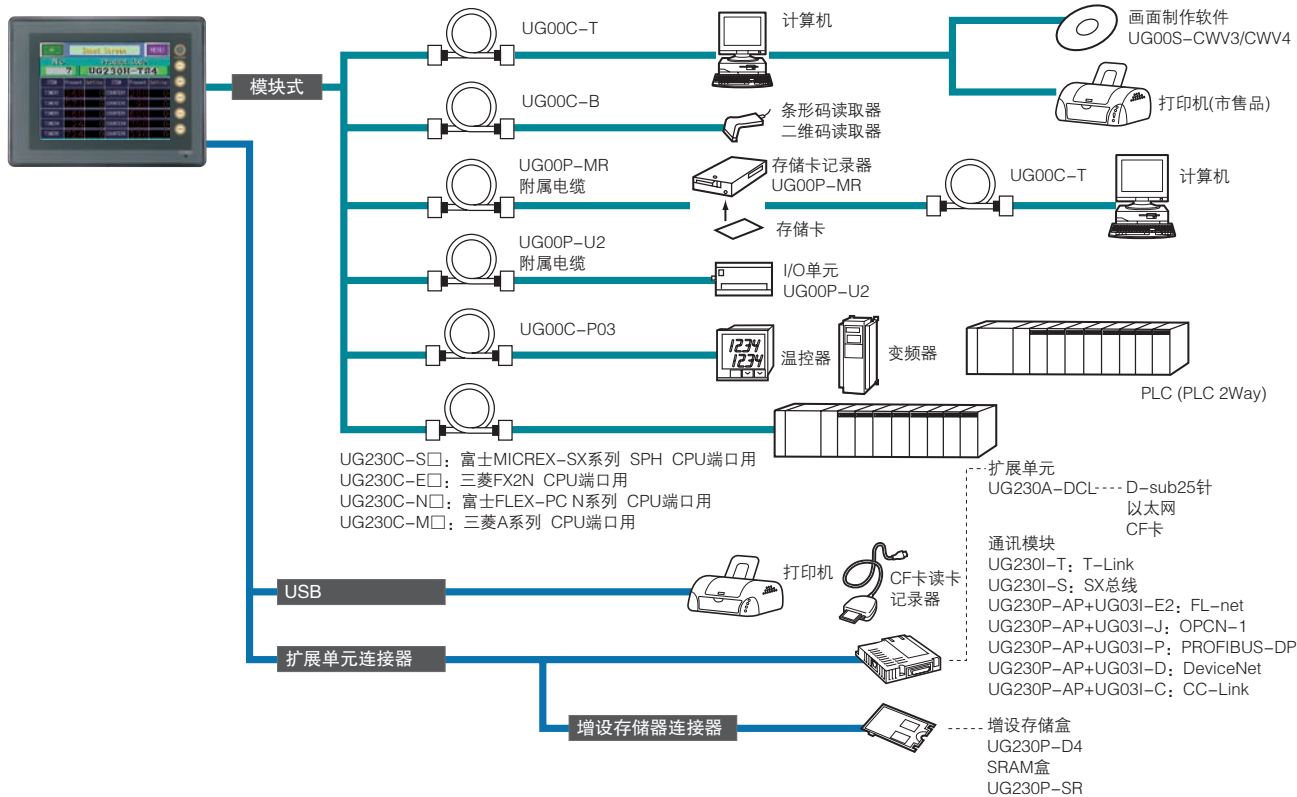 Reset Screen
MENU
UG230H-T#4
模块式
UG00C-T
计算机
画面制作软件
UG00S-CWV3/CWV4
打印机(市售品)
UG00C-B
条形码读取器
二维码读取器
UG00P-MR
附属电缆
存储卡记录器
UG00P-MR
存储卡
UG00C-T
计算机
UG00P-U2
附属电缆
I/O单元
UG00P-U2
UG00C-P03
1234
1234
温控器
变频器
PLC (PLC 2Way)
UG230C-S□：富士MICREX-SX系列 SPH CPU端口用
UG230C-E□：三菱FX2N CPU端口用
UG230C-N□：富士FLEX-PC N系列 CPU端口用
UG230C-M□：三菱A系列 CPU端口用
USB
打印机
CF卡读卡
记录器
扩展单元
UG230A-DCL
D-sub25针
以太网
CF卡
通讯模块
UG230I-T：T-Link
UG230I-S：SX总线
UG230P-AP+UG03I-E2：FL-net
UG230P-AP+UG03I-J：OPCN-1
UG230P-AP+UG03I-P：PROFIBUS-DP
UG230P-AP+UG03I-D：DeviceNet
UG230P-AP+UG03I-C：CC-Link
扩展单元连接器
增设存储器连接器
增设存储盒
UG230P-D4
SRAM盒
UG230P-SR